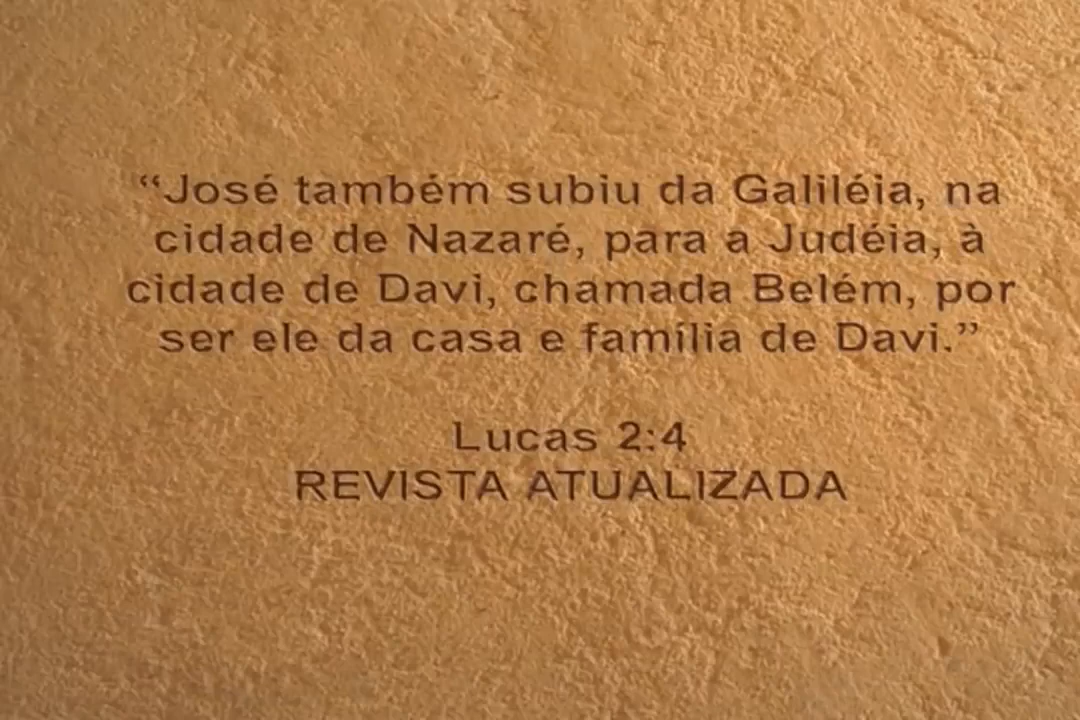 “José também subiu da Galiléia, na
cidade de Nazaré, para a Judéia, à
cidade de Davi, chamada Belém, por
ser ele da casa e família de Davi.”
Lucas 2:4
REVISTA ATUALIZADA